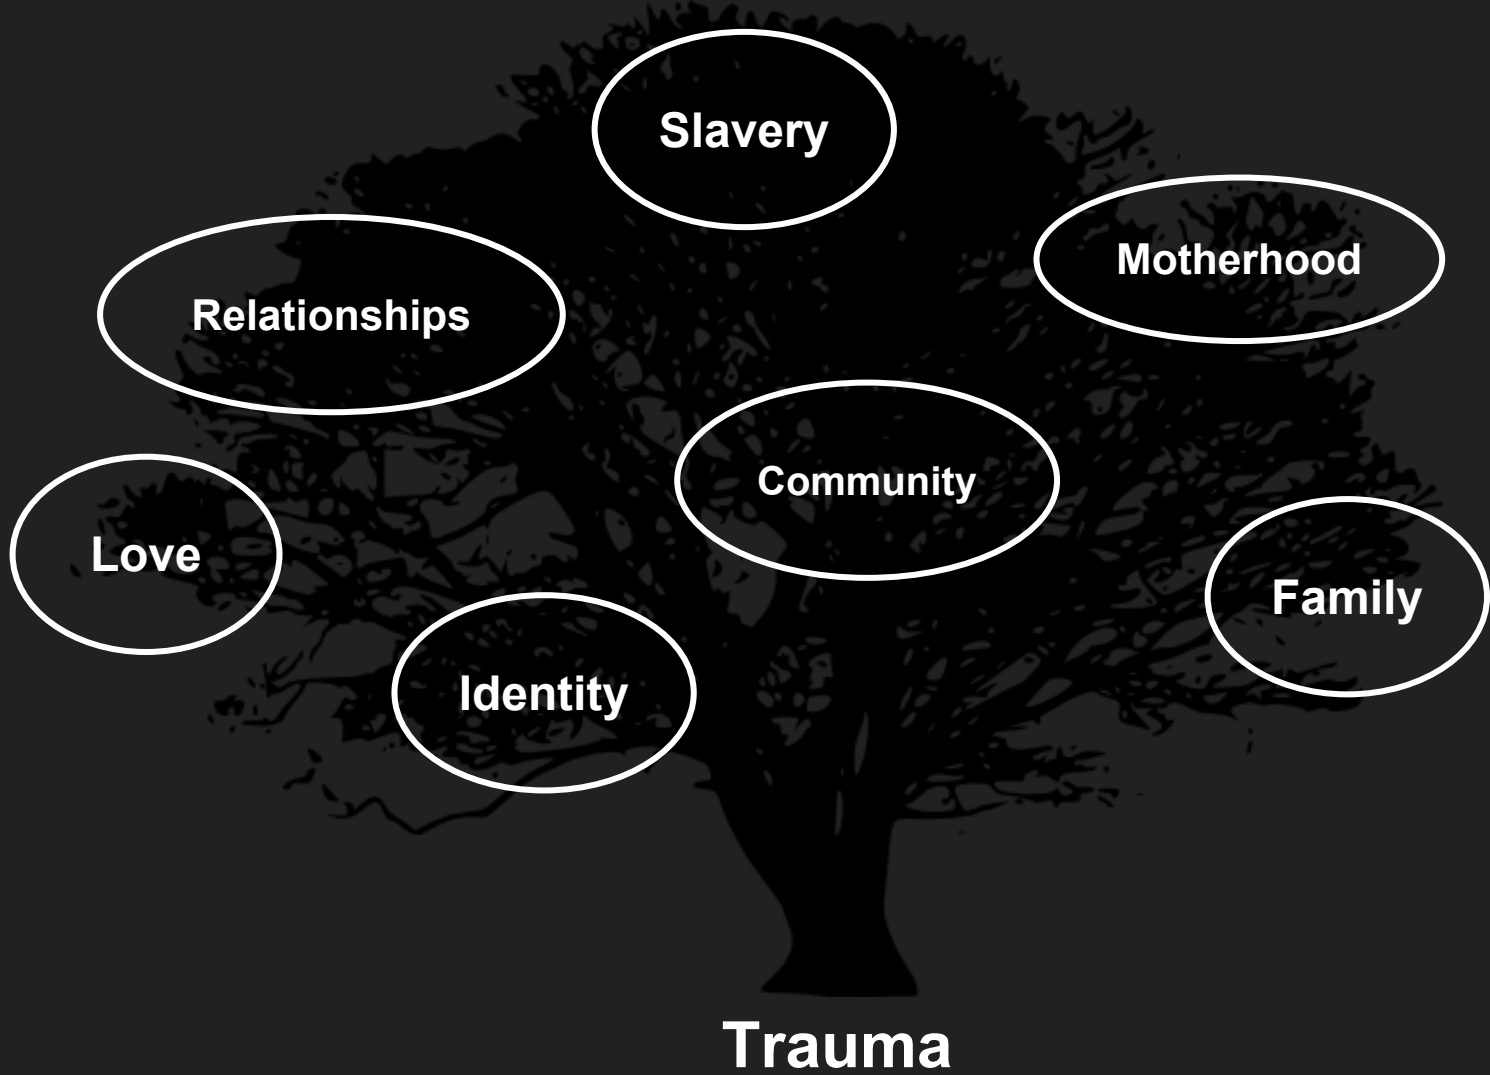 Slavery
Motherhood
Relationships
Community
Love
Family
Identity
Trauma